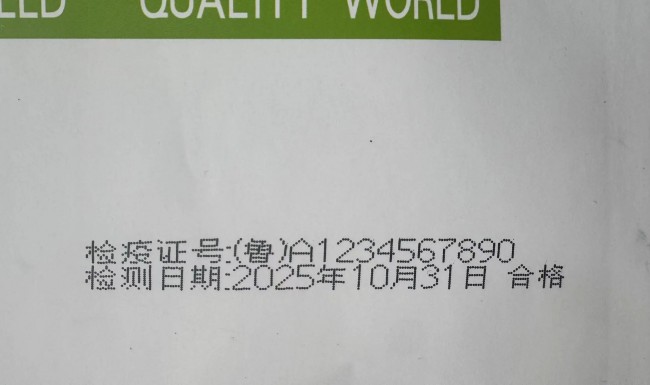 QUALITY WORLD
检疫证号:(鲁)A1234567890
检测日期:2025年10月31日 合格